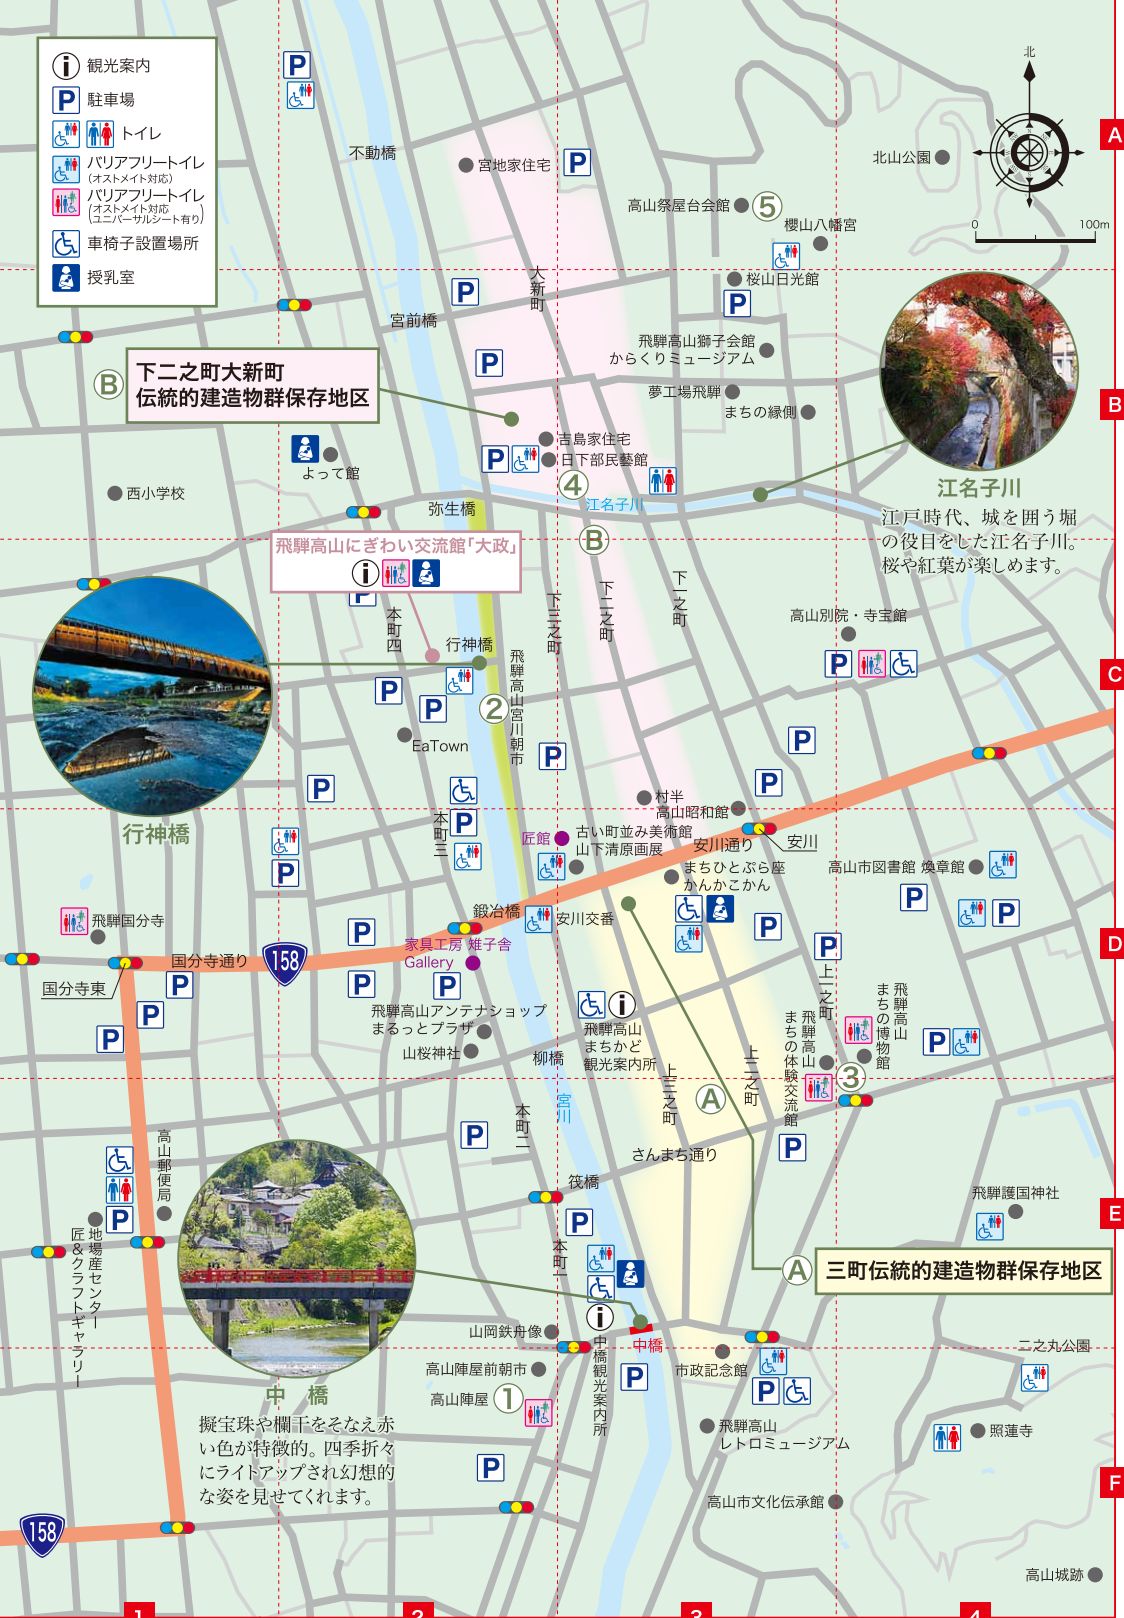 観光案内
P 駐車場
トイレ
バリアフリートイレ
(オストメイト対応)
バリアフリートイレ
(オストメイト対応
ユニバーサルシート有り)
車椅子設置場所
授乳室
北
0 100m
A
B
C
D
E
F
1
2
3
4
不動橋
宮地家住宅
北山公園
高山祭屋台会館 ⑤
櫻山八幡宮
桜山日光館
大新町
宮前橋
飛騨高山獅子会館
からくりミュージアム
夢工場飛騨
まちの縁側
B
下二之町大新町
伝統的建造物群保存地区
吉島家住宅
日下部民藝館
④
よって館
西小学校
弥生橋
江名子川
B
江名子川
江戸時代、城を囲う堀
の役目をした江名子川。
桜や紅葉が楽しめます。
飛騨高山にぎわい交流館「大政」
本町四
行神橋
下三之町
下二之町
下一之町
高山別院・寺宝館
②
飛騨高山宮川朝市
EaTown
行神橋
本町三
村半
高山昭和館
匠館
古い町並み美術館
山下清原画展
安川通り
安川
まちひとぷら座
かんかこかん
高山市図書館 煥章館
鍛冶橋
安川交番
飛騨国分寺
国分寺通り
158
国分寺東
家具工房 雉子舎
Gallery
飛騨高山アンテナショップ
まるっとプラザ
山桜神社
柳橋
飛騨高山
まちかど
観光案内所
上一之町
飛騨高山
まちの博物館
飛騨高山
まちの体験交流館
③
上二之町
上三之町
A
宮川
本町二
さんまち通り
筏橋
高山郵便局
地場産センター
匠&クラフトギャラリー
飛騨護国神社
A
三町伝統的建造物群保存地区
本町一
山岡鉄舟像
中橋
中橋観光案内所
市政記念館
二之丸公園
高山陣屋前朝市
高山陣屋 ①
中 橋
擬宝珠や欄干をそなえ赤
い色が特徴的。四季折々
にライトアップされ幻想的
な姿を見せてくれます。
飛騨高山
レトロミュージアム
照蓮寺
高山市文化伝承館
158
高山城跡